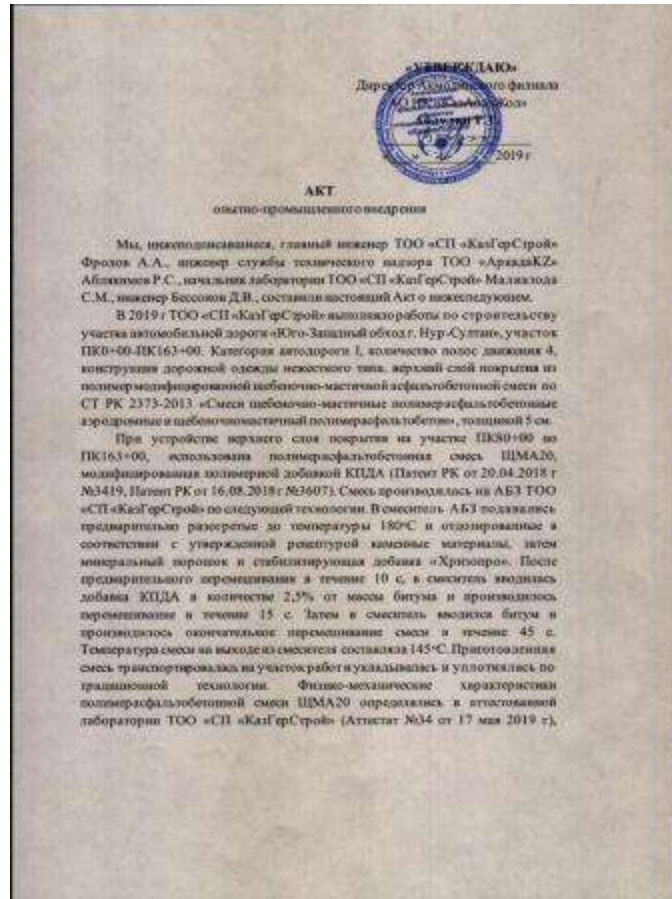 «УТВЕРЖДАЮ»
Директор Акмолинского филиала
2019 г
АКТ
опытно-промышленного внедрения
Мы, нижеподписавшиеся, главный инженер ТОО «СП «КазГерСтрой»
Фролов А.А., инженер службы технического надзора ТОО «АркадаKZ»
Аблякимов Р.С., начальник лаборатории ТОО «СП «КазГерСтрой» Маликзода
С.М., инженер Бессонов Д.В., составили настоящий Акт о нижеследующем.
В 2019 г ТОО «СП «КазГерСтрой» выполняло работы по строительству
участка автомобильной дороги «Юго-Западный обход г. Нур-Султан», участок
ПК0+00-ПК163+00. Категория автодороги I, количество полос движения 4,
конструкция дорожной одежды нежесткого типа, верхний слой покрытия из
полимермодифицированной щебеночно-мастичной асфальтобетонной смеси по
СТ РК 2373-2013 «Смеси щебеночно-мастичные полимерасфальтобетонные
аэродромные и щебеночномастичный полимерасфальтобетон», толщиной 5 см.
При устройстве верхнего слоя покрытия на участке ПК80+00 по
ПК163+00, использована полимерасфальтобетонная смесь ЩМА20,
модифицированная полимерной добавкой КПДА (Патент РК от 20.04.2018 г
№3419, Патент РК от 16.08.2018 г №3607). Смесь производилась на АБЗ ТОО
«СП «КазГерСтрой» по следующей технологии. В смеситель АБЗ подавались
предварительно разогретые до температуры 180°С и отдозированные в
соответствии с утвержденной рецептурой каменные материалы, затем
минеральный порошок и стабилизирующая добавка «Хризопро». После
предварительного перемешивания в течение 10 с, в смеситель вводилась
добавка КПДА в количестве 2,5% от массы битума и производилось
перемешивание в течение 15 с. Затем в смеситель вводился битум и
производилось окончательное перемешивание смеси в течение 45 с.
Температура смеси на выходе из смесителя составляла 145°С. Приготовленная
смесь транспортировалась на участок работ и укладывалась и уплотнялась по
традиционной технологии. Физико-механические характеристики
полимерасфальтобетонной смеси ЩМА20 определялись в аттестованной
лаборатории ТОО «СП «КазГерСтрой» (Аттестат №34 от 17 мая 2019 г),